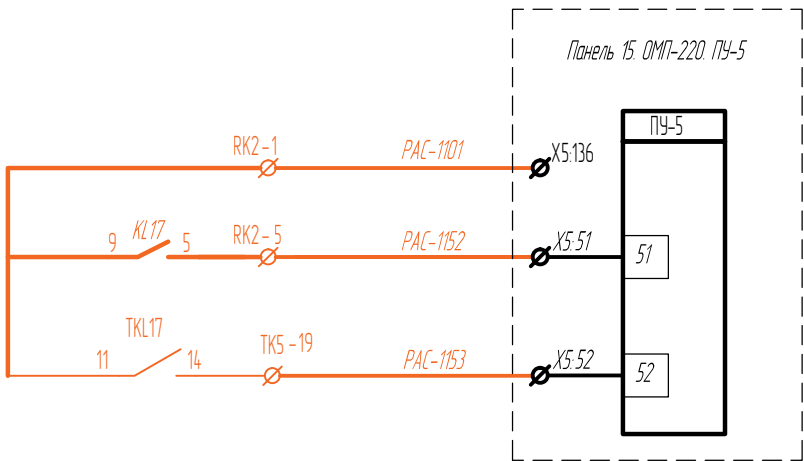 Панель 15. ОМП-220. ПУ-5
ПУ-5
RK2-1
РАС-1101
X5:136
9
KL17
5
RK2-5
РАС-1152
X5:51
51
TKL17
11
14
TK5-19
РАС-1153
X5:52
52